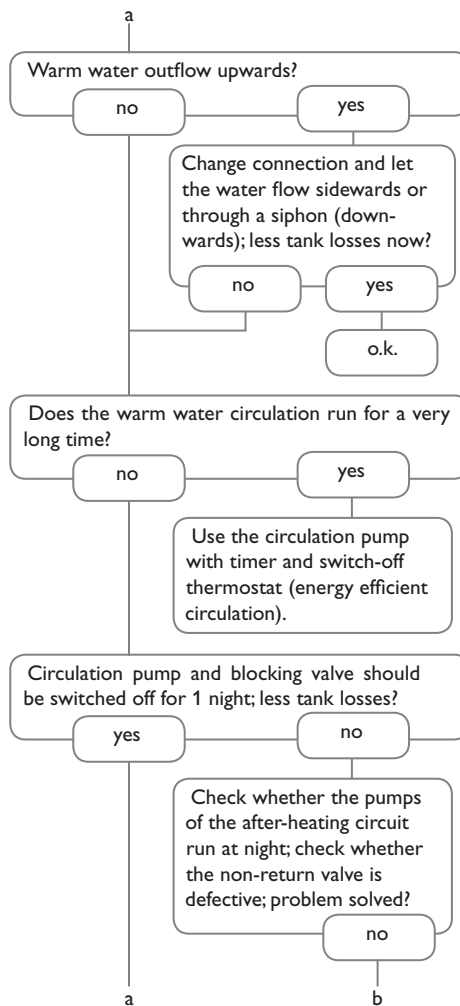 a
Warm water outflow upwards?
no
yes
Change connection and let
the water flow sidewards or
through a siphon (down-
wards); less tank losses now?
no
yes
o.k.
Does the warm water circulation run for a very
long time?
no
yes
Use the circulation pump
with timer and switch-off
thermostat (energy efficient
circulation).
Circulation pump and blocking valve should
be switched off for 1 night; less tank losses?
yes
no
Check whether the pumps
of the after-heating circuit
run at night; check whether
the non-return valve is
defective; problem solved?
no
a
b